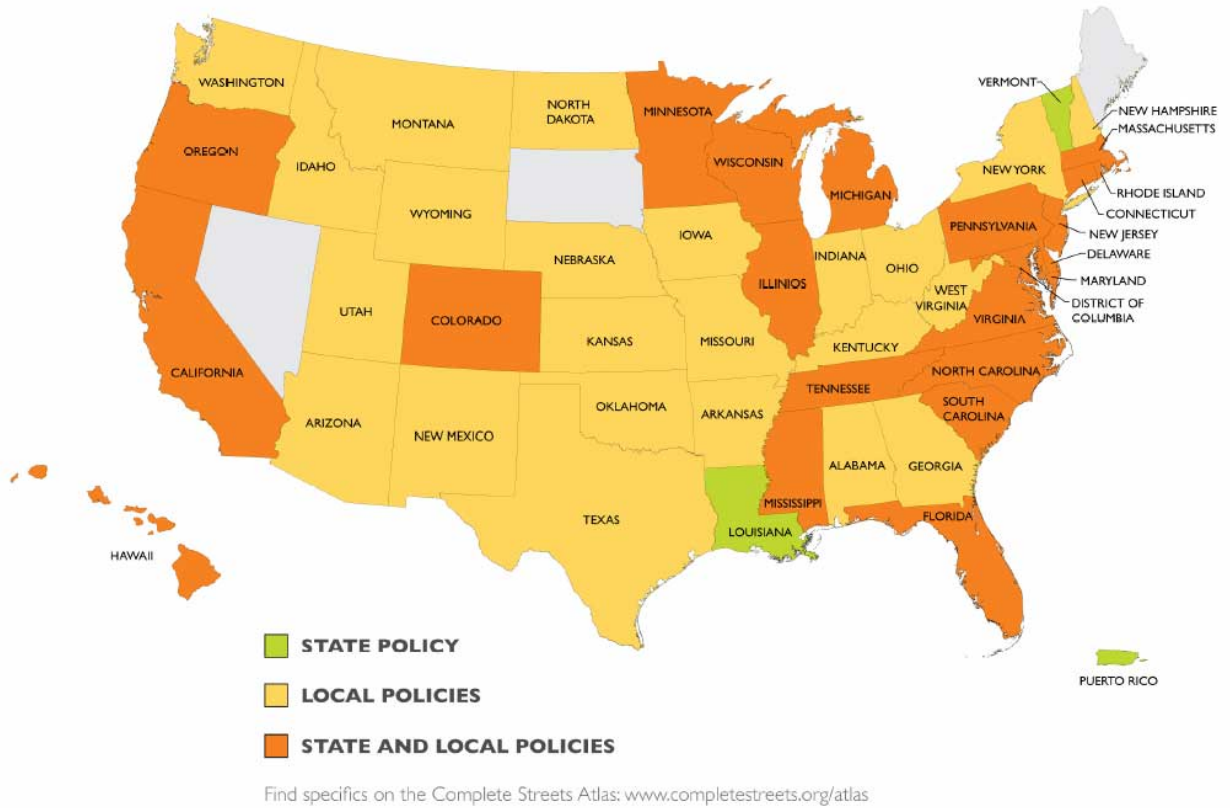 WASHINGTON
MONTANA
NORTH
DAKOTA
MINNESOTA
VERMONT
NEW HAMPSHIRE
MASSACHUSETTS
OREGON
IDAHO
WISCONSIN
NEW YORK
MICHIGAN
RHODE ISLAND
CONNECTICUT
WYOMING
PENNSYLVANIA
NEW JERSEY
IOWA
NEBRASKA
INDIANA
OHIO
DELAWARE
MARYLAND
ILLINIOS
WEST
VIRGINIA
DISTRICT OF
COLUMBIA
UTAH
COLORADO
VIRGINIA
KANSAS
MISSOURI
KENTUCKY
CALIFORNIA
NORTH CAROLINA
TENNESSEE
SOUTH
CAROLINA
OKLAHOMA
ARKANSAS
ARIZONA
NEW MEXICO
ALABAMA
GEORGIA
MISSISSIPPI
TEXAS
FLORIDA
LOUISIANA
HAWAII
STATE POLICY
PUERTO RICO
LOCAL POLICIES
STATE AND LOCAL POLICIES
Find specifics on the Complete Streets Atlas: www.completestreets.org/atlas